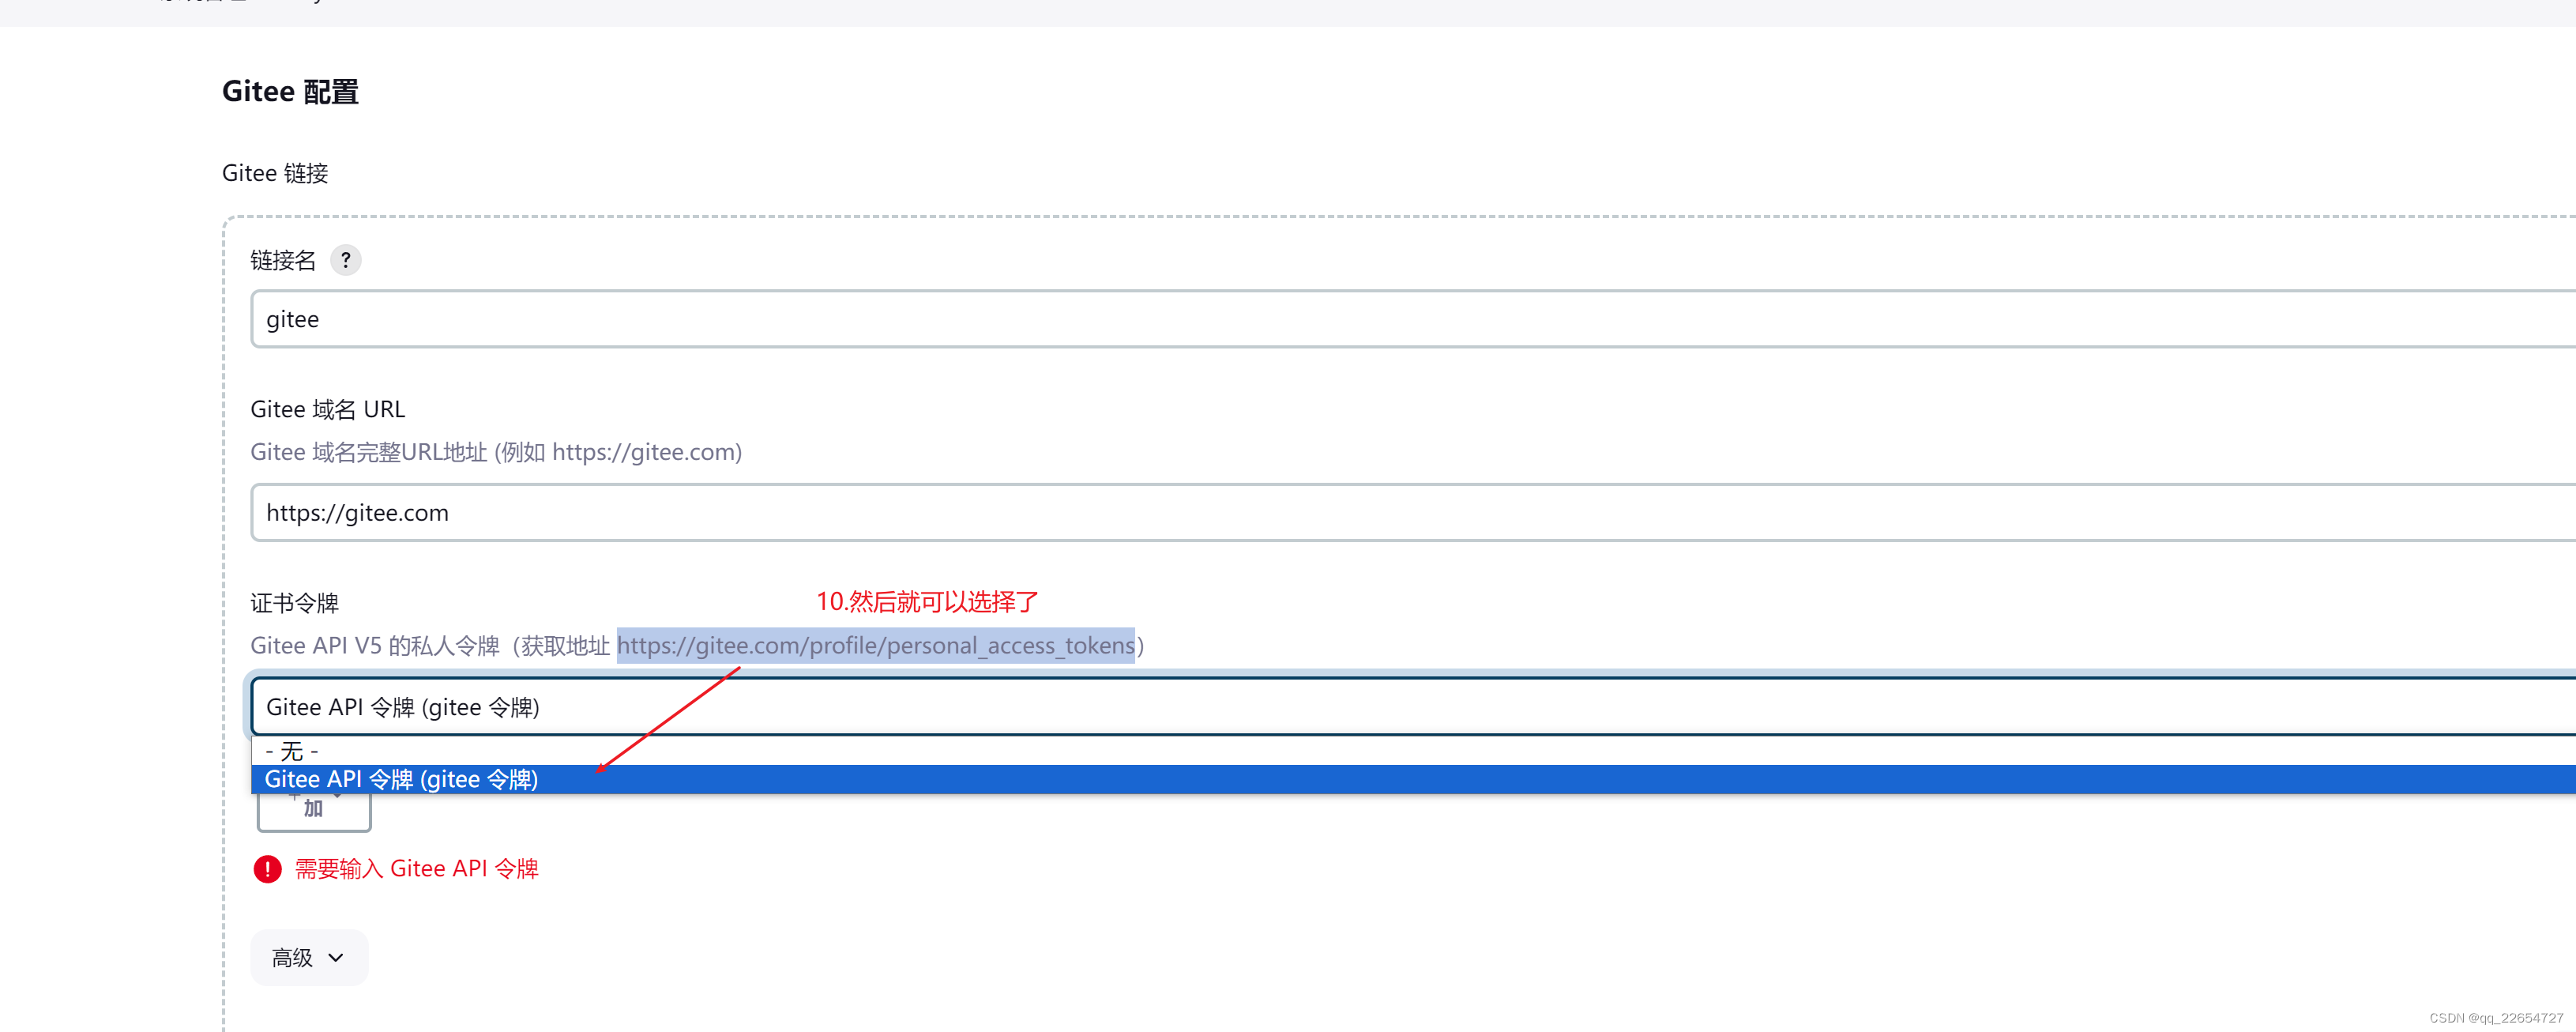 Gitee 配置
Gitee 链接
链接名 ?
gitee
Gitee 域名 URL
Gitee 域名完整URL地址 (例如 https://gitee.com)
https://gitee.com
证书令牌
10.然后就可以选择了
Gitee API V5 的私人令牌（获取地址 https://gitee.com/profile/personal_access_tokens）
Gitee API 令牌 (gitee 令牌)
- 无 -
Gitee API 令牌 (gitee 令牌)
加
需要输入 Gitee API 令牌
高级
CSDN @qq_22654727